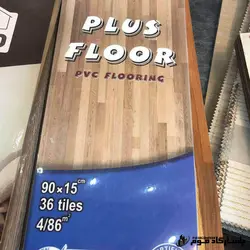 PLUS
FLOOR
PVC FLOORING
90×15cm
36 tiles
4/86m²